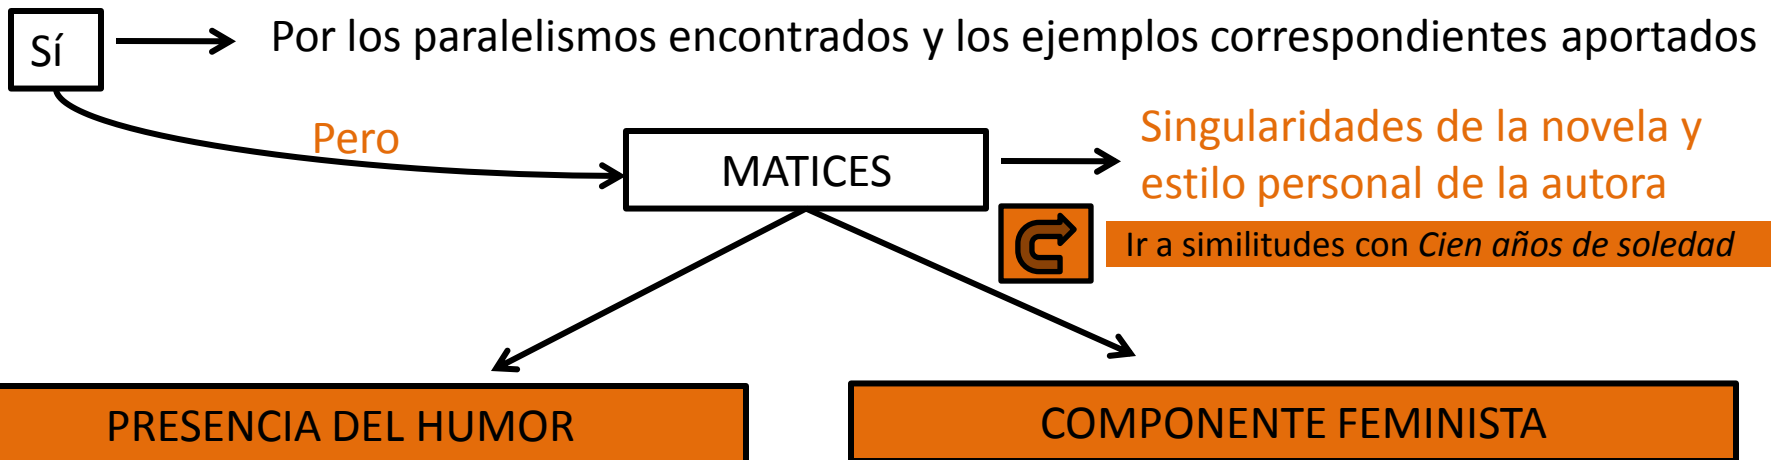 Sí
Por los paralelismos encontrados y los ejemplos correspondientes aportados
Pero
MATICES
Singularidades de la novela y
estilo personal de la autora
Ir a similitudes con Cien años de soledad
PRESENCIA DEL HUMOR
COMPONENTE FEMINISTA